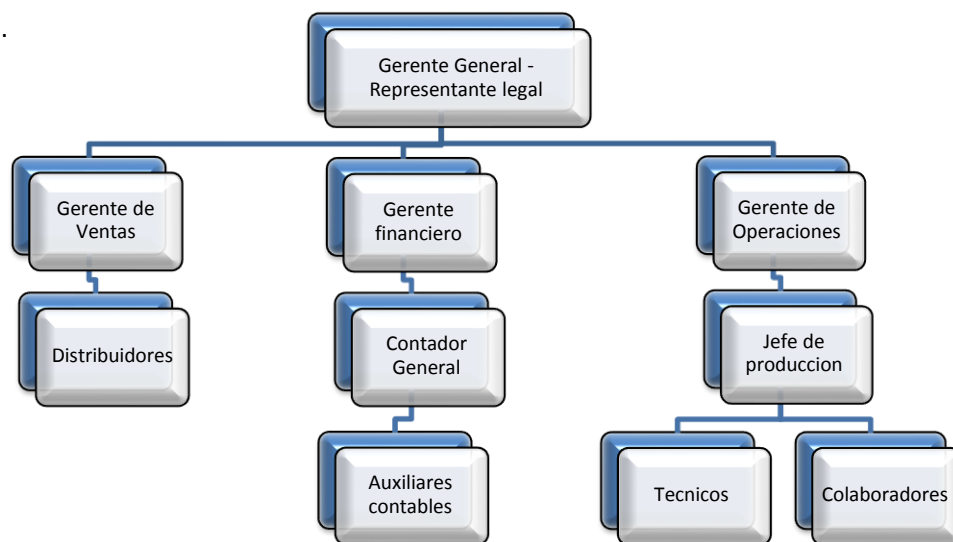 .
Gerente General -
Representante legal
Gerente de
Ventas
Gerente
financiero
Gerente de
Operaciones
Distribuidores
Contador
General
Jefe de
produccion
Auxiliares
contables
Tecnicos
Colaboradores